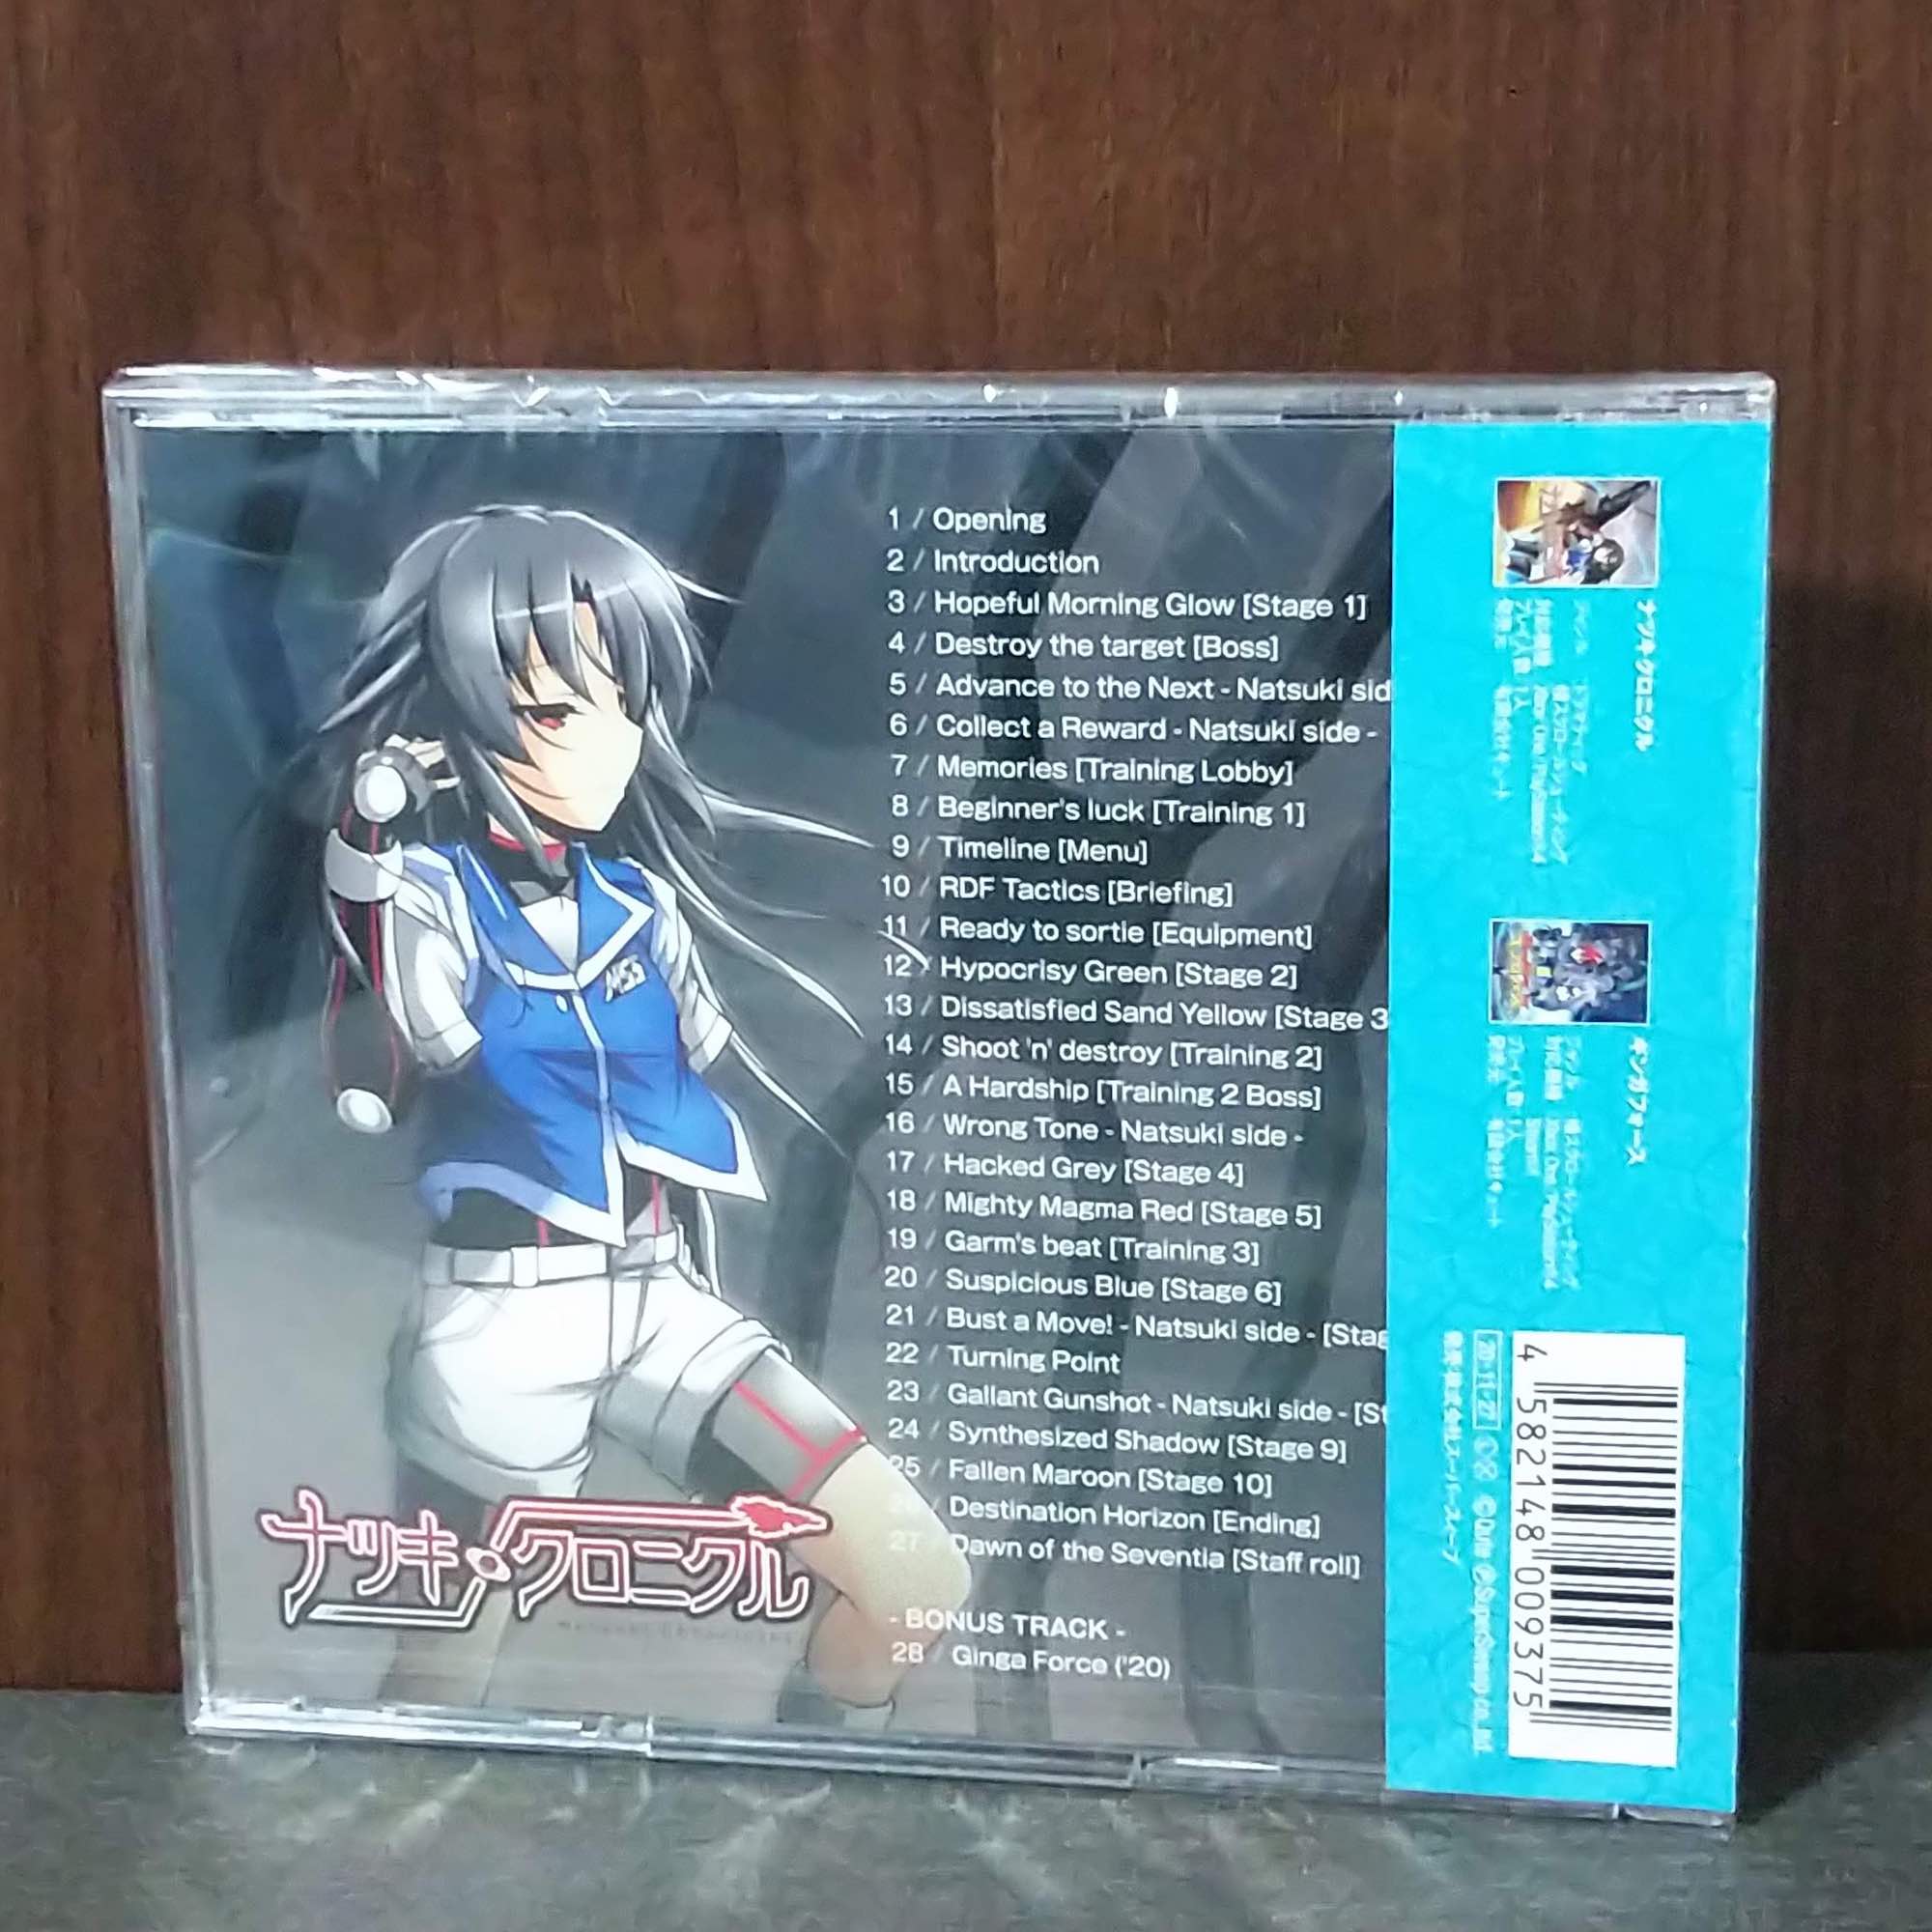 1 / Opening
2 / Introduction
3 / Hopeful Morning Glow [Stage 1]
4 / Destroy the target [Boss]
5 / Advance to the Next - Natsuki sid
6 / Collect a Reward - Natsuki side -
7 / Memories [Training Lobby]
8 / Beginner's luck [Training 1]
9 / Timeline [Menu]
10 / RDF Tactics [Briefing]
11 / Ready to sortie [Equipment]
12 / Hypocrisy Green [Stage 2]
13 / Dissatisfied Sand Yellow [Stage 3
14 / Shoot 'n' destroy [Training 2]
15 / A Hardship [Training 2 Boss]
16 / Wrong Tone - Natsuki side -
17 / Hacked Grey [Stage 4]
18 / Mighty Magma Red [Stage 5]
19 / Garm's beat [Training 3]
20 / Suspicious Blue [Stage 6]
21 / Bust a Move! - Natsuki side - [Stag
22 / Turning Point
23 / Gallant Gunshot - Natsuki side - [St
24 / Synthesized Shadow [Stage 9]
25 / Fallen Maroon [Stage 10]
26 / Destination Horizon [Ending]
27 / Dawn of the Seventia [Staff roll]
- BONUS TRACK -
28 / Ginga Force ('20)
MSS
ナツキ・クロニクル
ナツキクロニクル
ギンガフォース
20・11・27
4 582148 009375